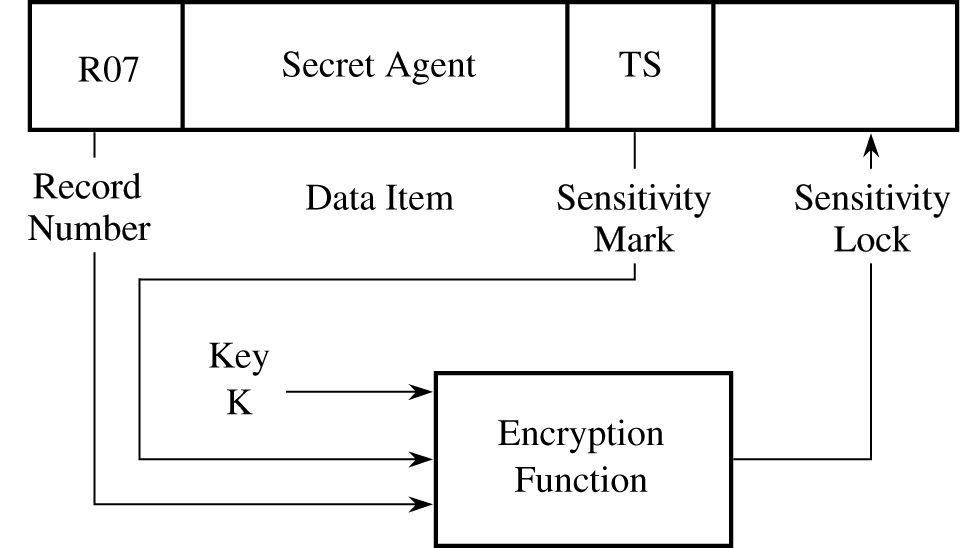 R07
Secret Agent
TS
Record
Number
Data Item
Sensitivity
Mark
Sensitivity
Lock
Key
K
Encryption
Function